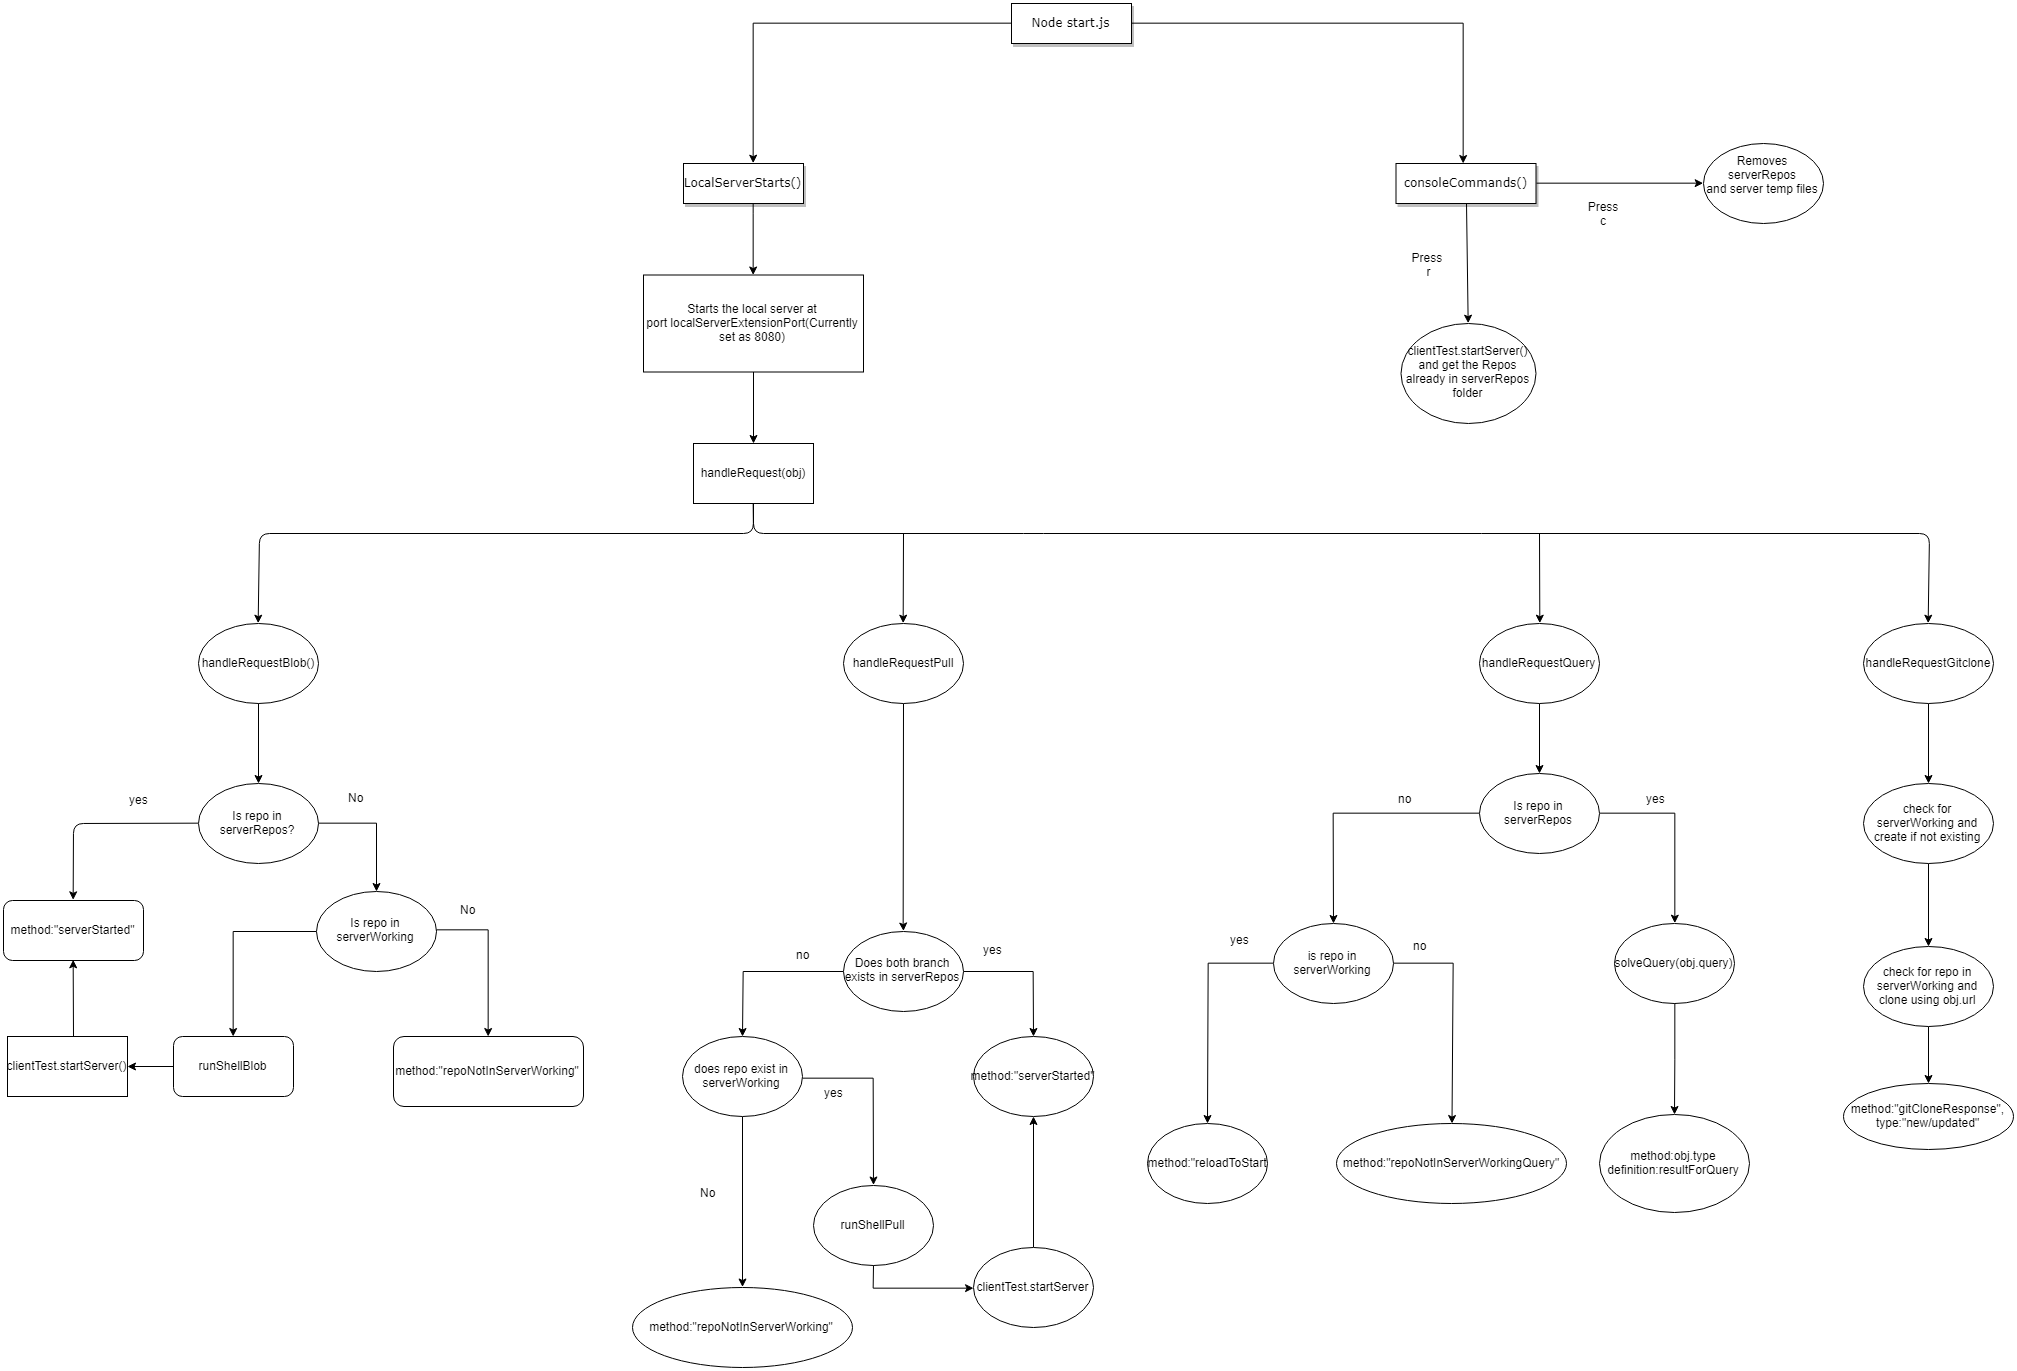 Node start.js
LocalServerStarts()
consoleCommands()
Removes
serverRepos
and server temp files
Press
c
Press
r
Starts the local server at
port localServerExtensionPort(Currently
set as 8080)
clientTest.startServer()
and get the Repos
already in serverRepos
folder
handleRequest(obj)
handleRequestBlob()
handleRequestPull
handleRequestQuery
handleRequestGitclone
yes
Is repo in
serverRepos?
No
method:"serverStarted"
Is repo in
serverWorking
No
clientTest.startServer()
runShellBlob
method:"repoNotInServerWorking"
no
Does both branch
exists in serverRepos
yes
does repo exist in
serverWorking
yes
method:"serverStarted"
No
runShellPull
clientTest.startServer
method:"repoNotInServerWorking"
no
Is repo in
serverRepos
yes
yes
is repo in
serverWorking
no
solveQuery(obj.query)
method:"reloadToStart
method:"repoNotInServerWorkingQuery"
method:obj.type
definition:resultForQuery
check for
serverWorking and
create if not existing
check for repo in
serverWorking and
clone using obj.url
method:"gitCloneResponse",
type:"new/updated"